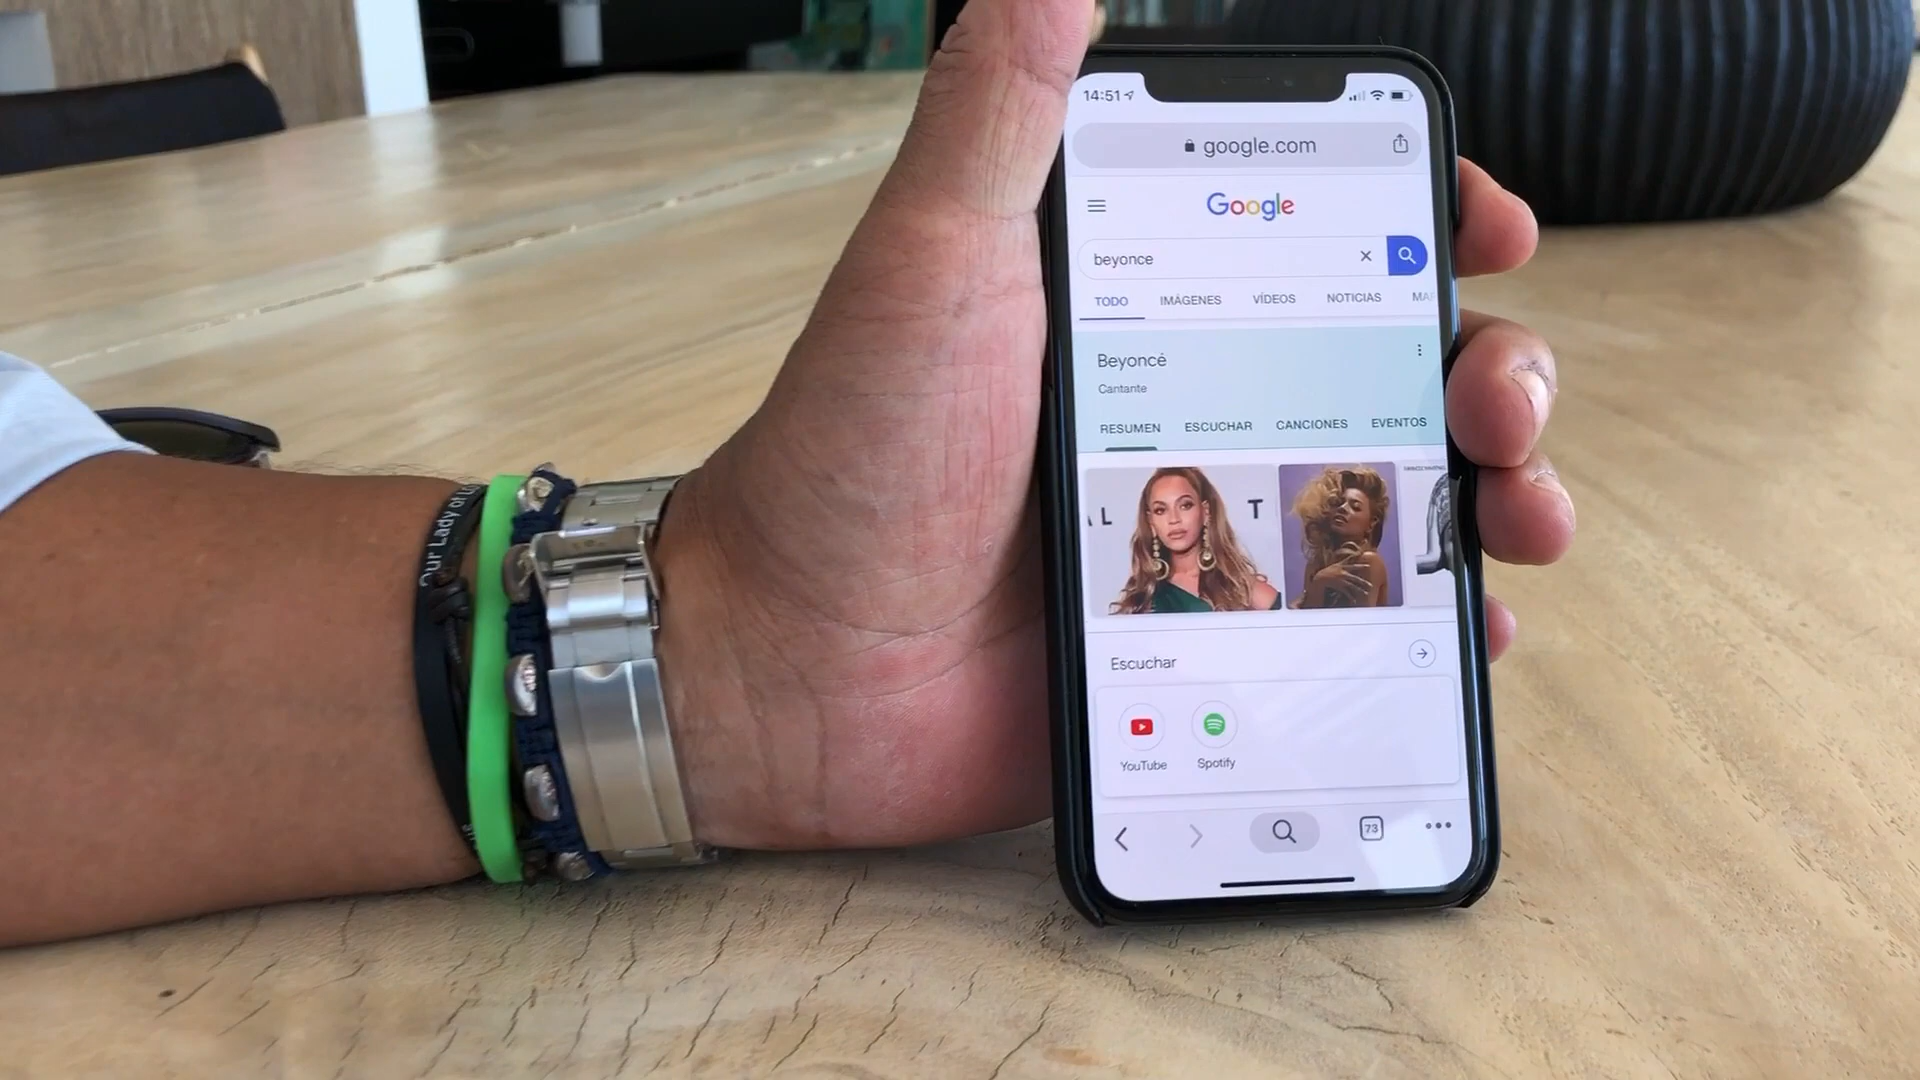 14:51
google.com
Google
beyonce
TODO IMÁGENES VÍDEOS NOTICIAS MA
Beyoncé
Cantante
RESUMEN ESCUCHAR CANCIONES EVENTOS
L T
Escuchar
YouTube Spotify
73
Our Lady of